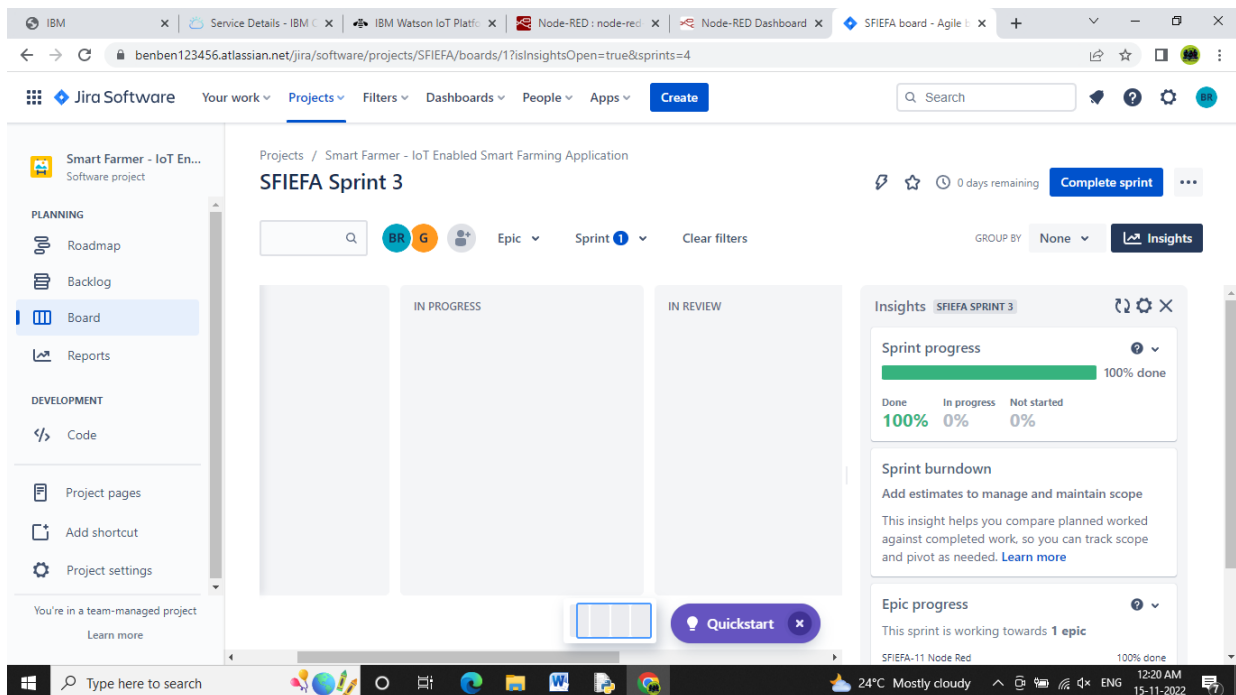 IBM
Service Details - IBM C
IBM Watson IoT Platfo
Node-RED : node-red
Node-RED Dashboard
SFIEFA board - Agile b
benben123456.atlassian.net/jira/software/projects/SFIEFA/boards/1?isInsightsOpen=true&sprints=4
Jira Software
Your work
Projects
Filters
Dashboards
People
Apps
Create
Search
BR
Smart Farmer - IoT En...
Software project
Projects / Smart Farmer - IoT Enabled Smart Farming Application
SFIEFA Sprint 3
0 days remaining
Complete sprint
PLANNING
Roadmap
Backlog
Board
Reports
DEVELOPMENT
Code
Project pages
Add shortcut
Project settings
You're in a team-managed project
Learn more
BR
G
Epic
Sprint 1
Clear filters
GROUP BY
None
Insights
IN PROGRESS
IN REVIEW
Insights SFIEFA SPRINT 3
Sprint progress
100% done
Done In progress Not started
100% 0% 0%
Sprint burndown
Add estimates to manage and maintain scope
This insight helps you compare planned worked
against completed work, so you can track scope
and pivot as needed. Learn more
Epic progress
This sprint is working towards 1 epic
SFIEFA-11 Node Red 100% done
Quickstart
Type here to search
24°C Mostly cloudy
ENG
12:20 AM
15-11-2022